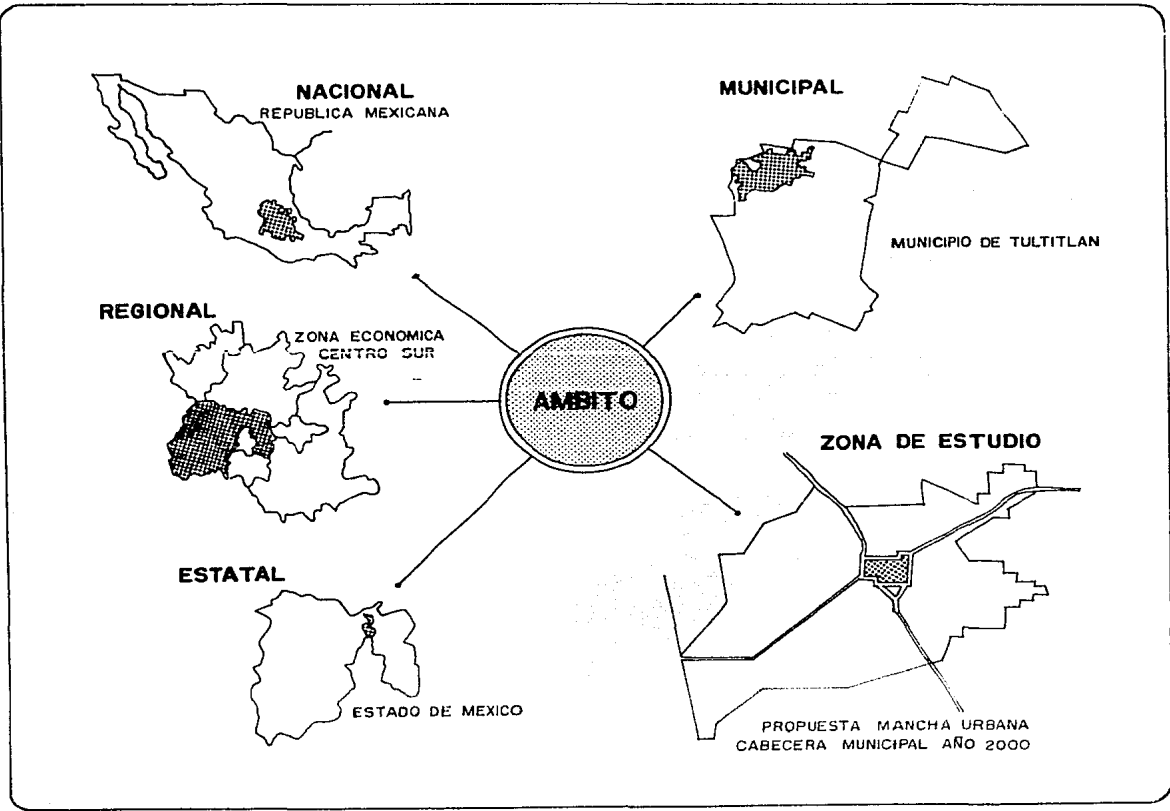 NACIONAL
REPUBLICA MEXICANA
MUNICIPAL
MUNICIPIO DE TULTITLAN
REGIONAL
ZONA ECONOMICA
CENTRO SUR
AMBITO
ZONA DE ESTUDIO
ESTATAL
ESTADO DE MEXICO
PROPUESTA MANCHA URBANA
CABECERA MUNICIPAL AÑO 2000